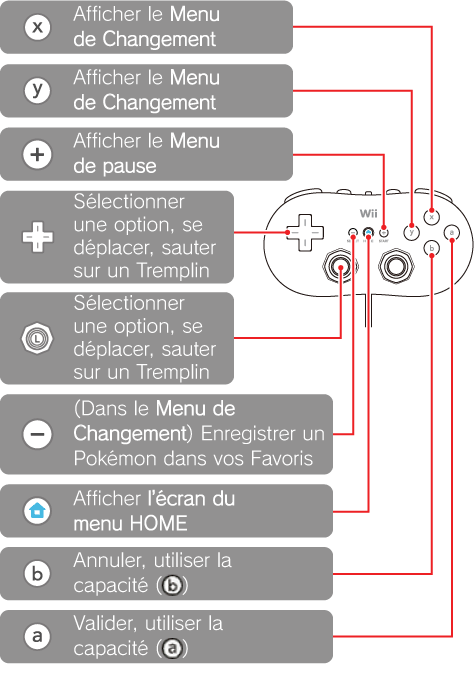 x Afficher le Menu
de Changement
y Afficher le Menu
de Changement
+ Afficher le Menu
de pause
Sélectionner
une option, se
déplacer, sauter
sur un Tremplin
Sélectionner
L une option, se
déplacer, sauter
sur un Tremplin
(Dans le Menu de
− Changement) Enregistrer un
Pokémon dans vos Favoris
Afficher l'écran du
menu HOME
b Annuler, utiliser la
capacité (b)
a Valider, utiliser la
capacité (a)
Wii
x
y a
b
START